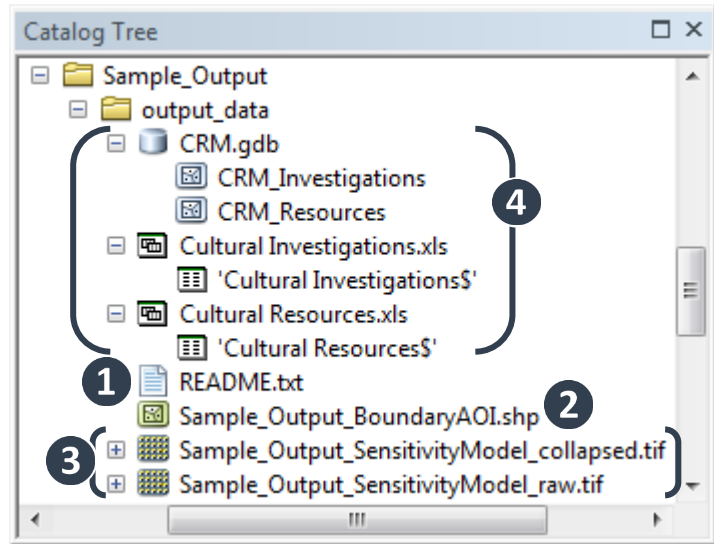 Catalog Tree
Sample_Output
output_data
CRM.gdb
CRM_Investigations
CRM_Resources
4
Cultural Investigations.xls
'Cultural Investigations$'
Cultural Resources.xls
'Cultural Resources$'
1 README.txt
Sample_Output_BoundaryAOI.shp 2
3 Sample_Output_SensitivityModel_collapsed.tif
Sample_Output_SensitivityModel_raw.tif